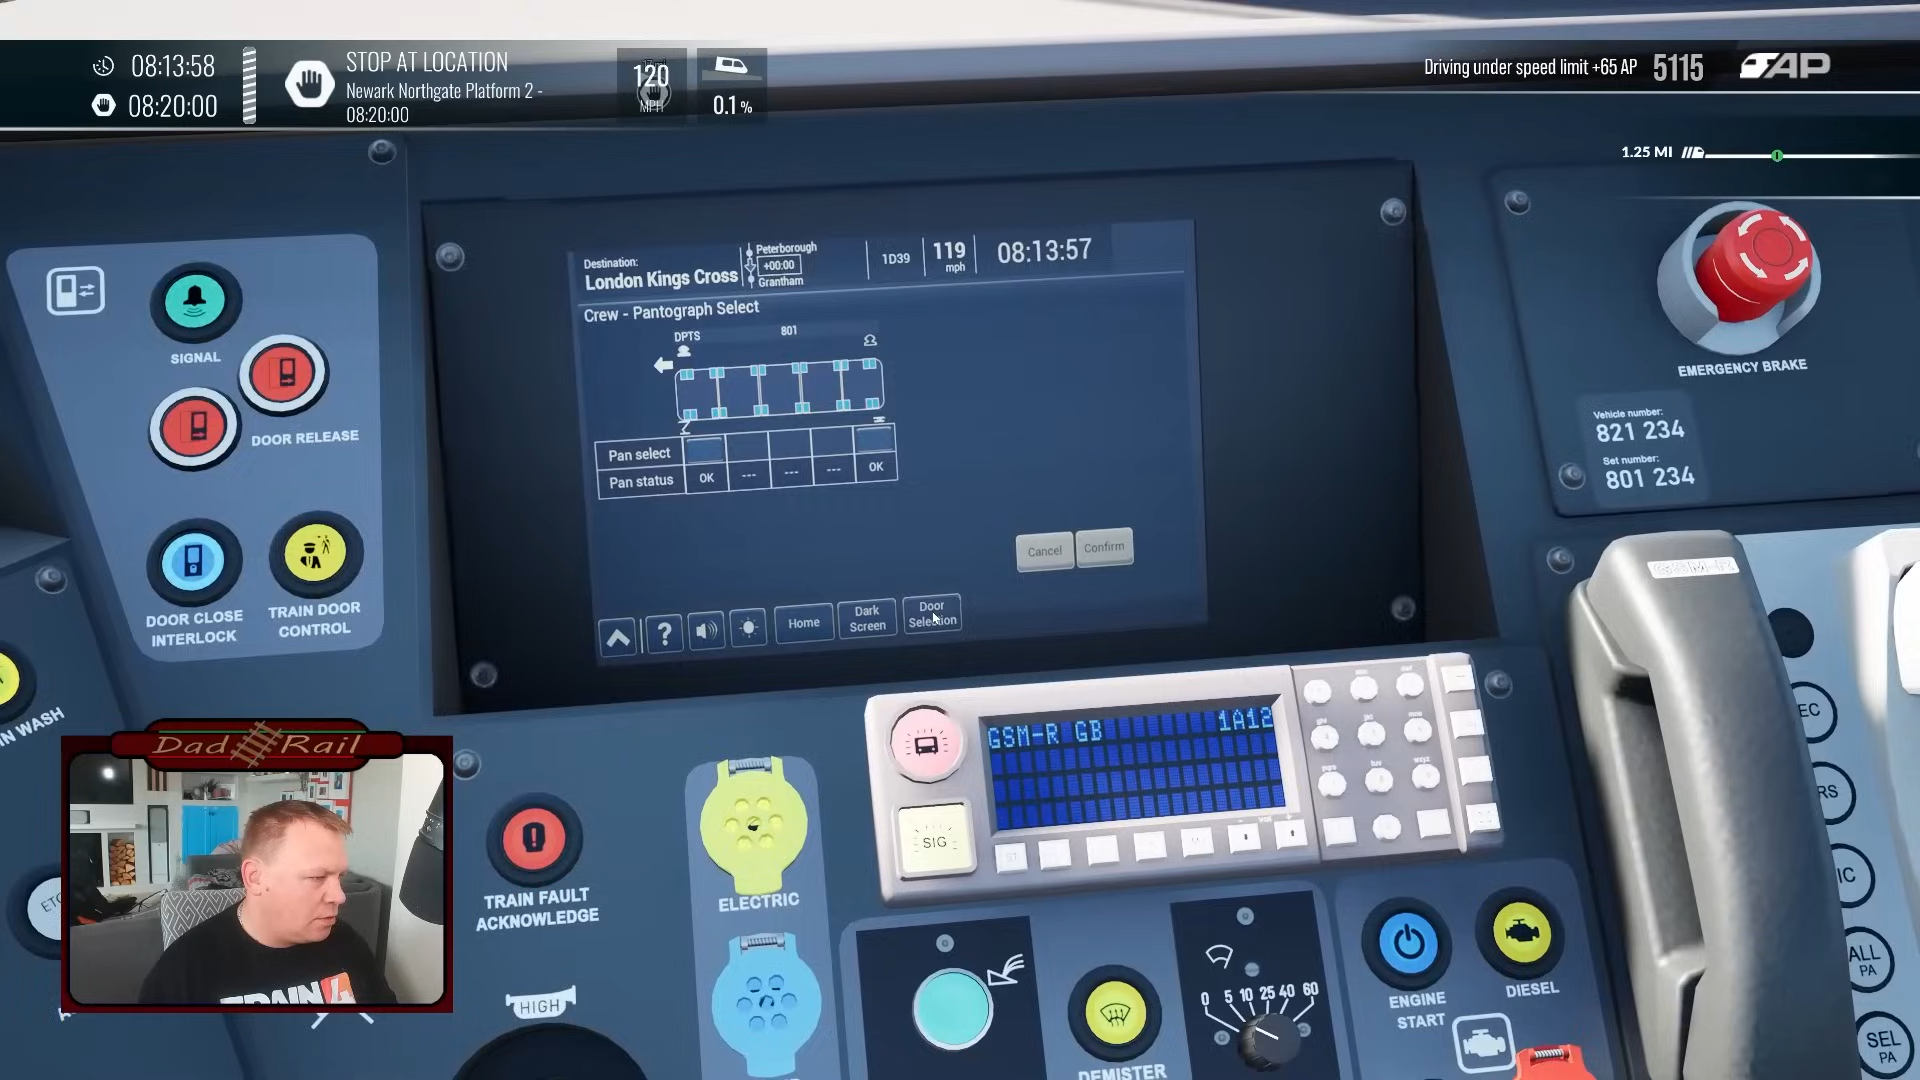 08:13:58
08:20:00
STOP AT LOCATION
Newark Northgate Platform 2 -
08:20:00
120
MPH
0.1 %
Driving under speed limit +65 AP
5115
AP
1.25 MI
SIGNAL
DOOR RELEASE
DOOR CLOSE
INTERLOCK
TRAIN DOOR
CONTROL
Destination:
London Kings Cross
Peterborough
+00:00
Grantham
1D39
119
mph
08:13:57
Crew - Pantograph Select
DPTS
801
Pan select
Pan status
OK
---
---
---
OK
Cancel
Confirm
?
Home
Dark
Screen
Door
Selection
EMERGENCY BRAKE
Vehicle number:
821 234
Set number:
801 234
GSM-R
GSM-R GB
1A12
SIG
WASH
Dad Rail
TRAIN FAULT
ACKNOWLEDGE
ELECTRIC
HIGH
DEMISTER
0 5 10 25 40 60
ENGINE
START
DIESEL
EC
RS
IC
ALL
PA
SEL
PA